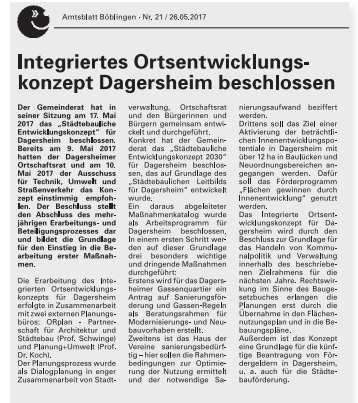 Amtsblatt Böblingen · Nr. 21 / 26.05.2017
Integriertes Ortsentwicklungs-
konzept Dagersheim beschlossen
Der Gemeinderat hat in
seiner Sitzung am 17. Mai
2017 das „Städtebauliche
Entwicklungskonzept" für
Dagersheim beschlossen.
Bereits am 9. Mai 2017
hatten der Dagersheimer
Ortschaftsrat und am 10.
Mai 2017 der Ausschuss
für Technik, Umwelt und
Straßenverkehr das Kon-
zept einstimmig empfoh-
len. Der Beschluss stellt
den Abschluss des mehr-
jährigen Erarbeitungs- und
Beteiligungsprozesses dar
und bildet die Grundlage
für den Einstieg in die Be-
arbeitung erster Maßnah-
men.
Die Erarbeitung des Inte-
grierten Ortsentwicklungs-
konzepts für Dagersheim
erfolgte in Zusammenarbeit
mit zwei externen Planungs-
büros: ORplan - Partner-
schaft für Architektur und
Städtebau (Prof. Schwinge)
und Planung+Umwelt (Prof.
Dr. Koch).
Der Planungsprozess wurde
als Dialogplanung in enger
Zusammenarbeit von Stadt-
verwaltung, Ortschaftsrat
und den Bürgerinnen und
Bürgern gemeinsam entwi-
ckelt und durchgeführt.
Konkret hat der Gemein-
derat das „Städtebauliche
Entwicklungskonzept 2030"
für Dagersheim beschlos-
sen, das auf Grundlage des
„Städtebaulichen Leitbilds
für Dagersheim" entwickelt
wurde.
Ein daraus abgeleiteter
Maßnahmenkatalog wurde
als Arbeitsprogramm für
Dagersheim beschlossen.
In einem ersten Schritt wer-
den auf dieser Grundlage
drei besonders wichtige
und dringende Maßnahmen
durchgeführt:
Erstens wird für das Dagers-
heimer Gassenquartier ein
Antrag auf Sanierungsför-
derung und Gassen-Regeln
als Beratungsrahmen für
Modernisierungs- und Neu-
bauvorhaben erstellt.
Zweitens ist das Haus der
Vereine sanierungsbedürf-
tig – hier sollen die Rahmen-
bedingungen zur Optimie-
rung der Nutzung ermittelt
und der notwendige Sa-
nierungsaufwand beziffert
werden.
Drittens soll das Ziel einer
Aktivierung der beträchtli-
chen Innenentwicklungspo-
tentiale in Dagersheim mit
über 12 ha in Baulücken und
Neuordnungsbereichen an-
gegangen werden. Dafür
soll das Förderprogramm
„Flächen gewinnen durch
Innenentwicklung" genutzt
werden.
Das Integrierte Ortsent-
wicklungskonzept für Da-
gersheim wird durch den
Beschluss zur Grundlage für
das Handeln von Kommu-
nalpolitik und Verwaltung
innerhalb des beschriebe-
nen Zielrahmens für die
nächsten Jahre. Rechtswir-
kung im Sinne des Bauge-
setzbuches erlangen die
Planungen erst durch die
Übernahme in den Flächen-
nutzungsplan und in die Be-
bauungspläne.
Außerdem ist das Konzept
eine Grundlage für die künf-
tige Beantragung von För-
dergeldern in Dagersheim,
u. a. auch für die Städte-
bauförderung.